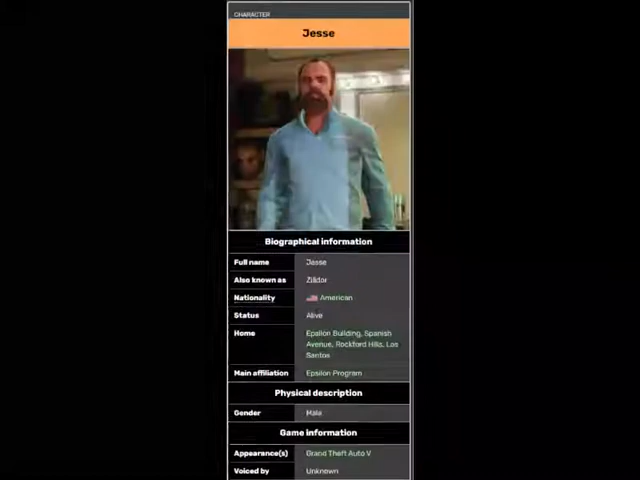 CHARACTER
Jesse
Biographical information
Full name Jesse
Also known as Zildor
Nationality American
Status Alive
Home Epsilon Building, Spanish
Avenue, Rockford Hills, Los
Santos
Main affiliation Epsilon Program
Physical description
Gender Male
Game information
Appearance(s) Grand Theft Auto V
Voiced by Unknown